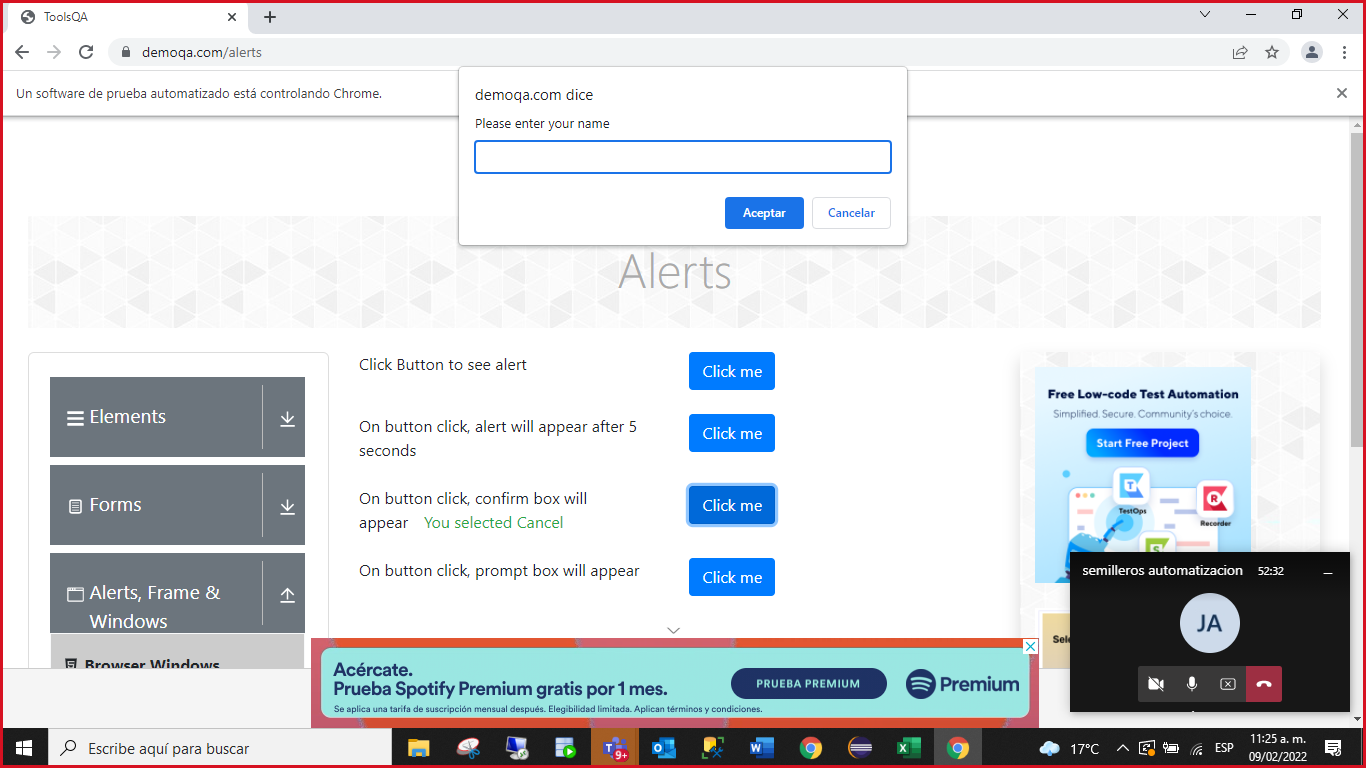 ToolsQA
demoqa.com/alerts
Un software de prueba automatizado está controlando Chrome.
demoqa.com dice
Please enter your name
Aceptar
Cancelar
Alerts
Elements
Forms
Alerts, Frame &
Windows
Browser Windows
Click Button to see alert
Click me
On button click, alert will appear after 5
seconds
Click me
On button click, confirm box will
appear You selected Cancel
Click me
On button click, prompt box will appear
Click me
Free Low-code Test Automation
Simplified. Secure. Community's choice.
Start Free Project
TestOps
Recorder
semilleros automatizacion 52:32
JA
Acércate.
Prueba Spotify Premium gratis por 1 mes.
Se aplica una tarifa de suscripción mensual después. Elegibilidad limitada. Aplican términos y condiciones.
PRUEBA PREMIUM
Premium
Escribe aquí para buscar
9+
17°C
ESP
11:25 a. m.
09/02/2022